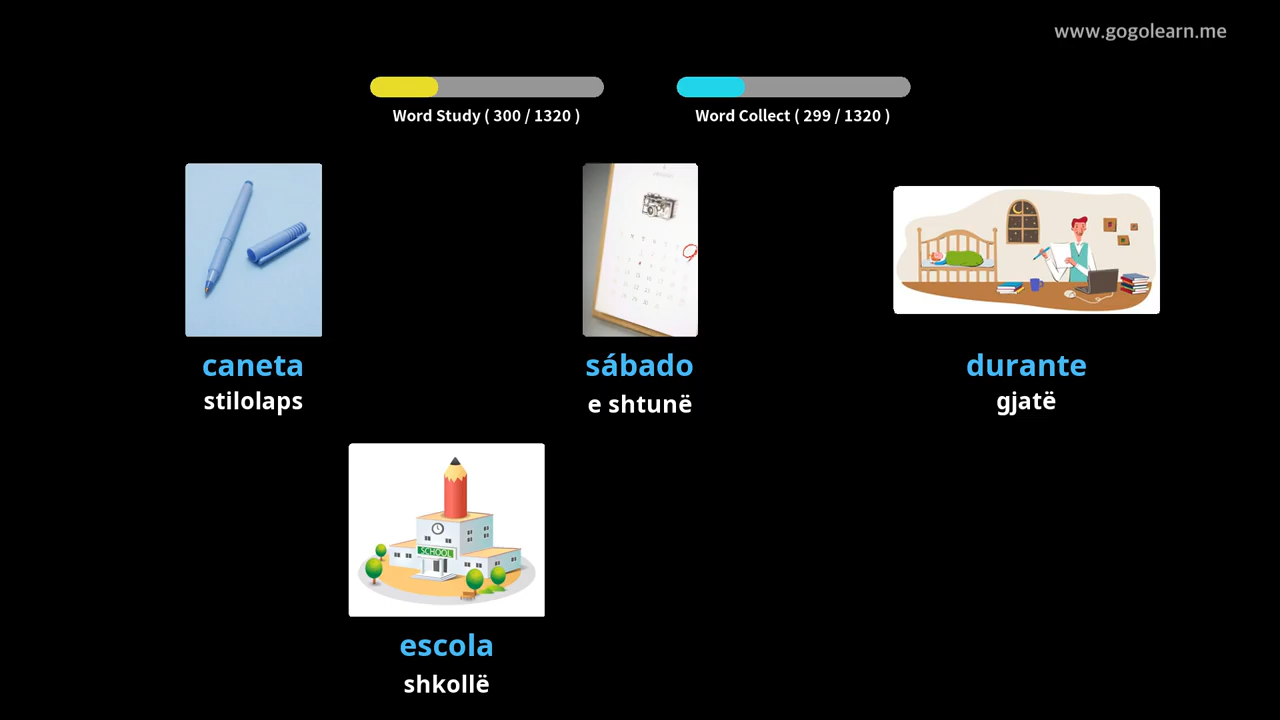 www.gogolearn.me
Word Study ( 300 / 1320 )
Word Collect ( 299 / 1320 )
caneta
stilolaps
sábado
e shtunë
durante
gjatë
SCHOOL
escola
shkollë